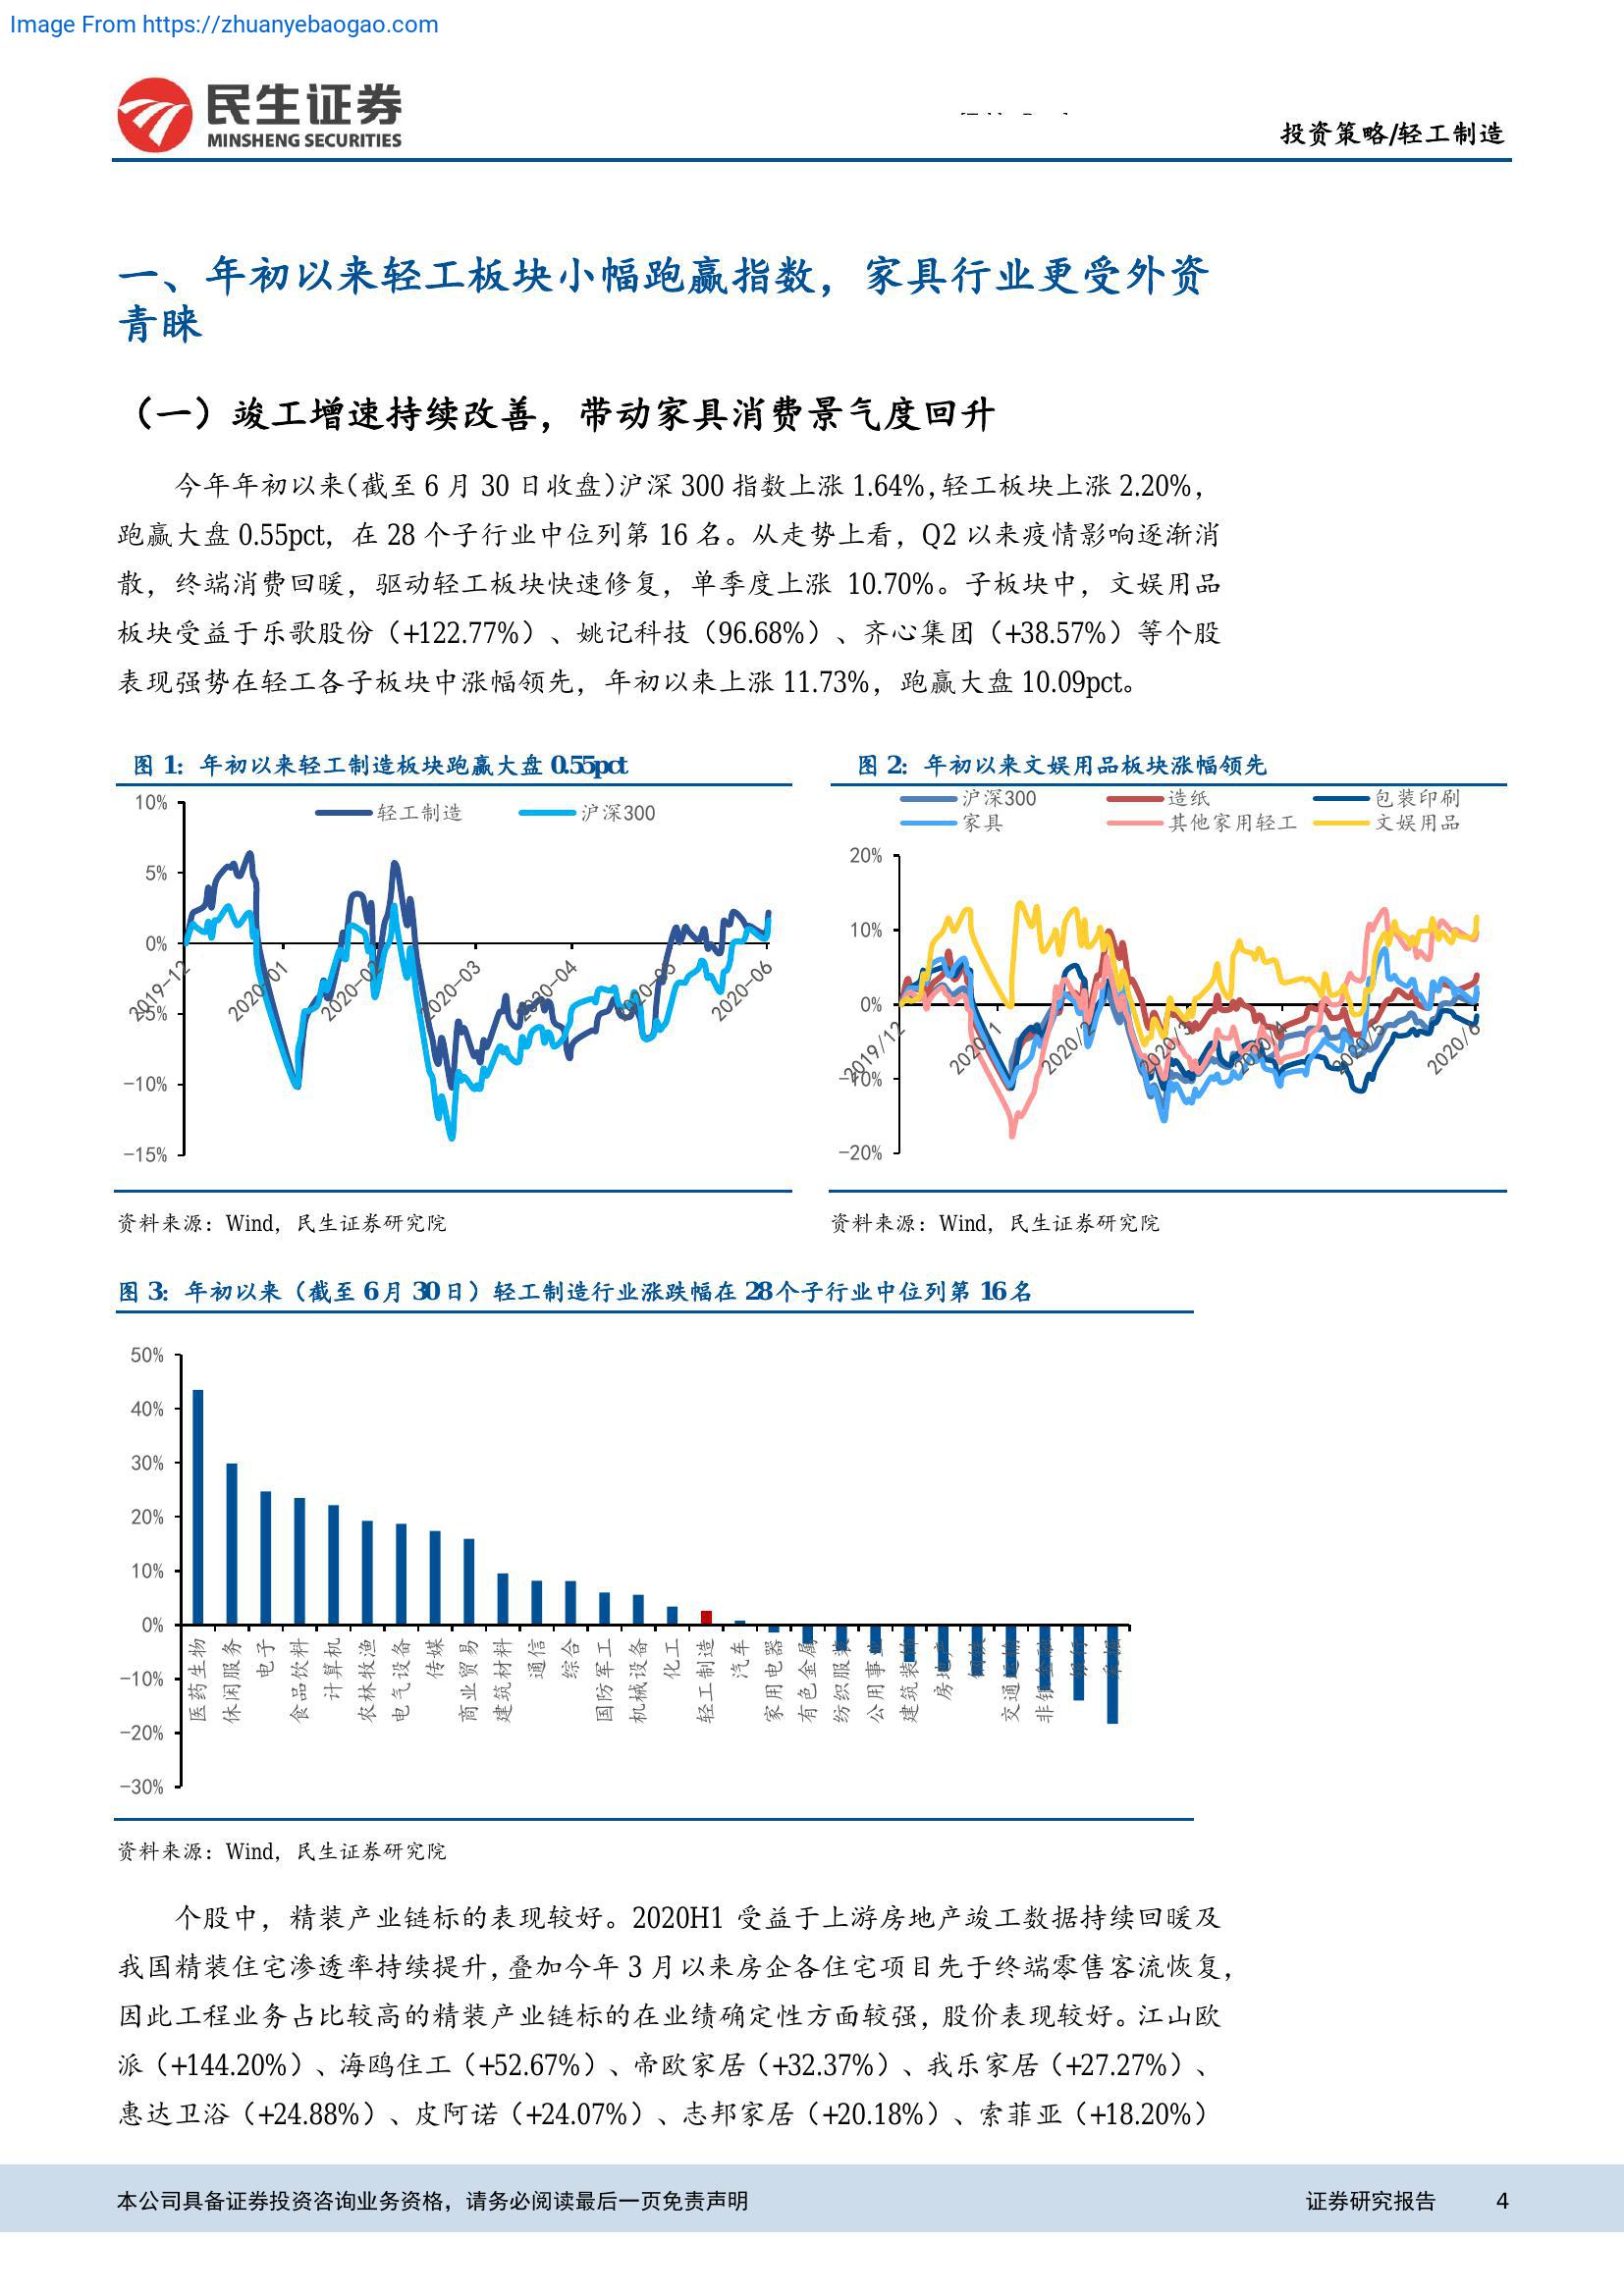 Image From https://zhuanyebaogao.com
民生证券
MINSHENG SECURITIES
投资策略/轻工制造
一、年初以来轻工板块小幅跑赢指数，家具行业更受外资
青睐
（一）竣工增速持续改善，带动家具消费景气度回升
今年年初以来（截至 6 月 30 日收盘）沪深 300 指数上涨 1.64%，轻工板块上涨 2.20%，
跑赢大盘 0.55pct，在 28 个子行业中位列第 16 名。从走势上看，Q2 以来疫情影响逐渐消
散，终端消费回暖，驱动轻工板块快速修复，单季度上涨 10.70%。子板块中，文娱用品
板块受益于乐歌股份（+122.77%）、姚记科技（96.68%）、齐心集团（+38.57%）等个股
表现强势在轻工各子板块中涨幅领先，年初以来上涨 11.73%，跑赢大盘 10.09pct。
图 1：年初以来轻工制造板块跑赢大盘 0.55pct
轻工制造 沪深300
10%
5%
0%
-5%
-10%
-15%
2019-12 2020-01 2020-02 2020-03 2020-04 2020-05 2020-06
资料来源：Wind，民生证券研究院
图 2：年初以来文娱用品板块涨幅领先
沪深300 造纸 包装印刷
家具 其他家用轻工 文娱用品
20%
10%
0%
-10%
-20%
2019/12 2020/1 2020/2 2020/3 2020/4 2020/5 2020/6
资料来源：Wind，民生证券研究院
图 3：年初以来（截至 6 月 30 日）轻工制造行业涨跌幅在 28 个子行业中位列第 16 名
50%
40%
30%
20%
10%
0%
-10%
-20%
-30%
医药生物 休闲服务 电子 食品饮料 计算机 农林牧渔 电气设备 传媒 商业贸易 建筑材料 通信 综合 国防军工 机械设备 化工 轻工制造 汽车 家用电器 有色金属 纺织服装 公用事业 建筑装饰 房地产 交通运输 非银金融 银行
资料来源：Wind，民生证券研究院
个股中，精装产业链标的表现较好。2020H1 受益于上游房地产竣工数据持续回暖及
我国精装住宅渗透率持续提升，叠加今年 3 月以来房企各住宅项目先于终端零售客流恢复，
因此工程业务占比较高的精装产业链标的在业绩确定性方面较强，股价表现较好。江山欧
派（+144.20%）、海鸥住工（+52.67%）、帝欧家居（+32.37%）、我乐家居（+27.27%）、
惠达卫浴（+24.88%）、皮阿诺（+24.07%）、志邦家居（+20.18%）、索菲亚（+18.20%）
本公司具备证券投资咨询业务资格，请务必阅读最后一页免责声明
证券研究报告 4